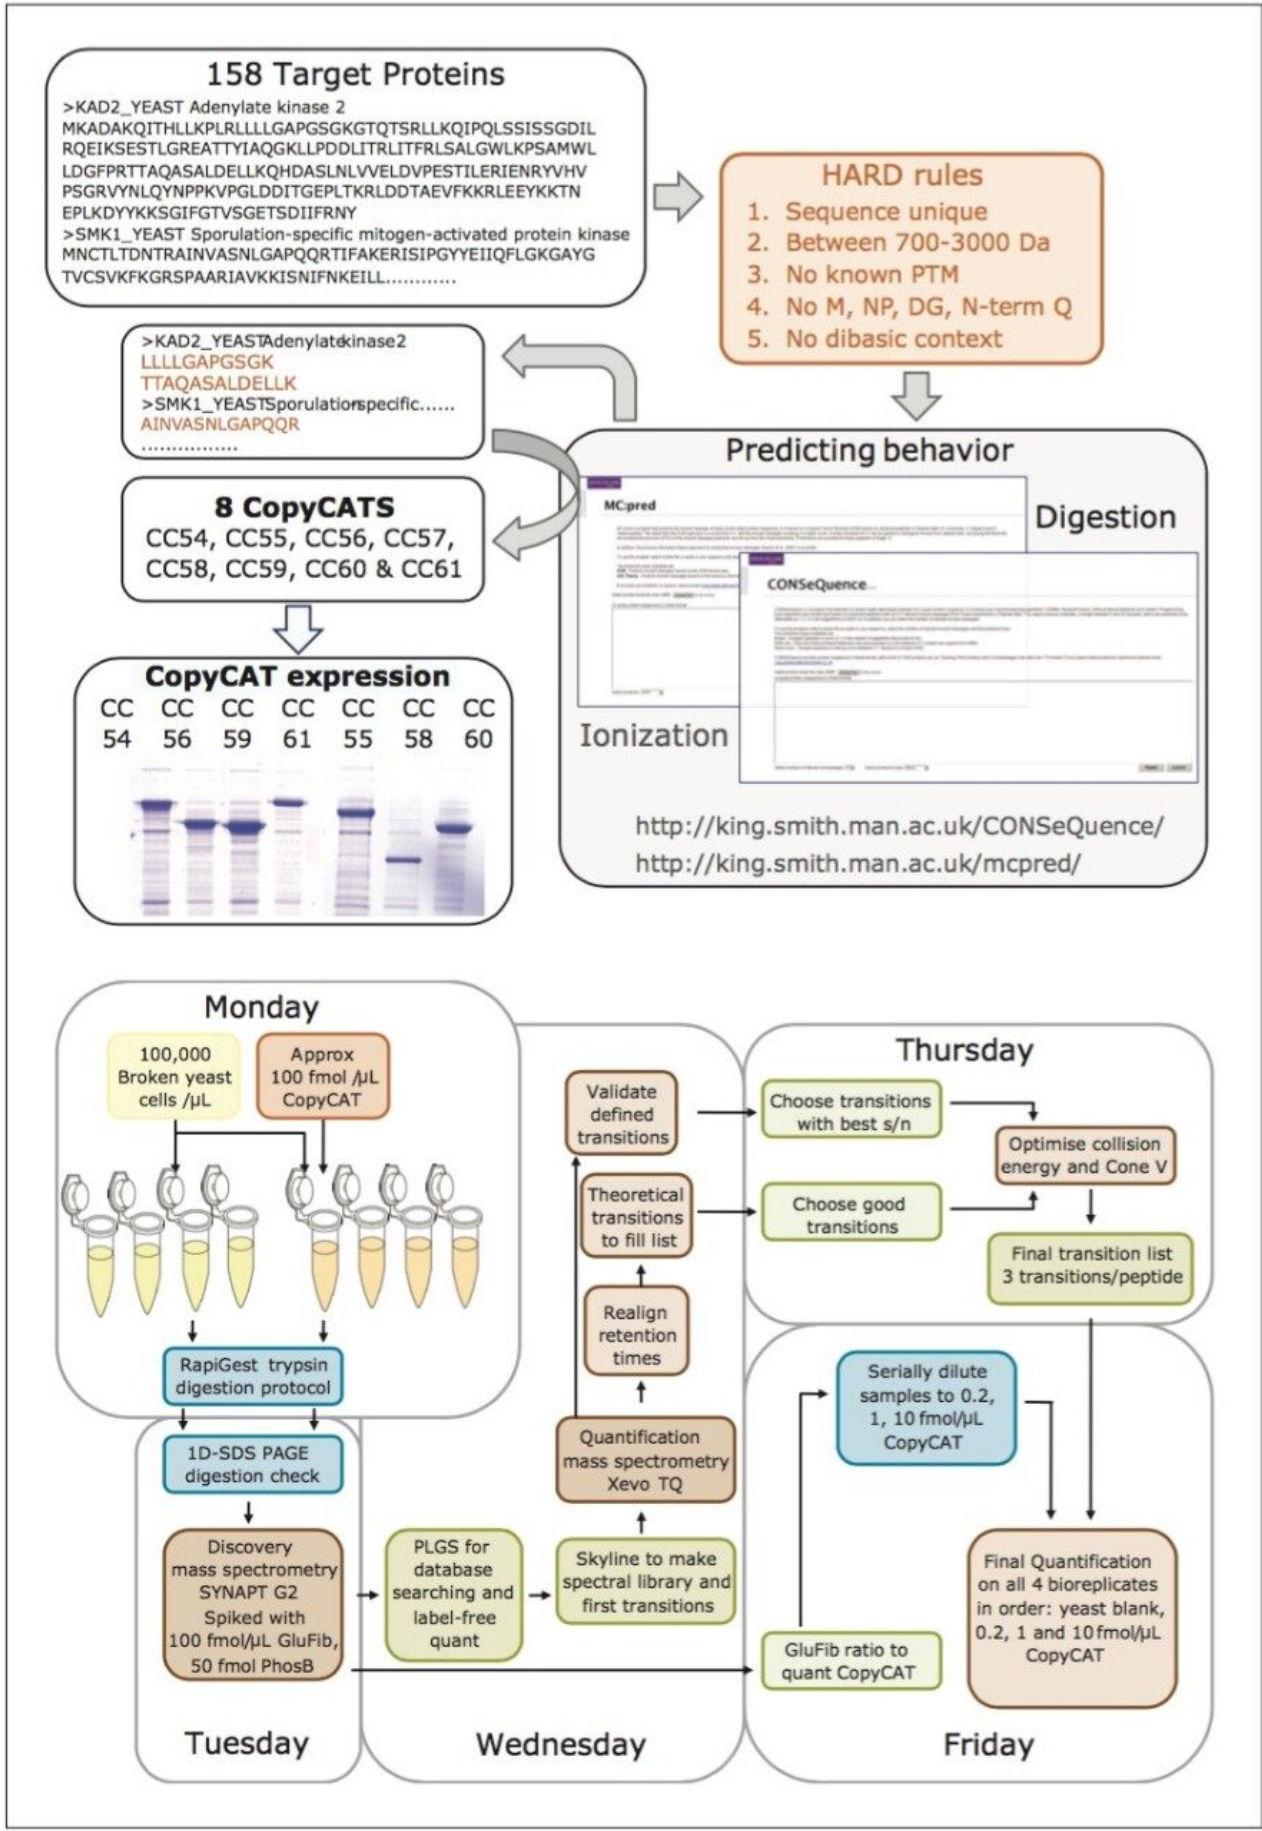 158 Target Proteins
>KAD2_YEAST Adenylate kinase 2
MKADAKQITHLLKPLRLLLLGAPGSGKGTQTSRLLKQIPQLSSISSGDIL
RQEIKSESTLGREATTYIAQGKLLPDDLITRLITFRLSALGWLKPSAMWL
LDGFPRTTAQASALDELLKQHDASLNLVVELDVPESTILERIENRYVHV
PSGRVYNLQYNPPKVPGLDDITGEPLTKRLDDTAEVFKKRLEEYKKTN
EPLKDYYKKSGIFGTVSGETSDIIFRNY
>SMK1_YEAST Sporulation-specific mitogen-activated protein kinase
MNCTLTDNTRAINVASNLGAPQQRTIFAKERISIPGYYEIIQFLGKGAYG
TVCSVKFKGRSPAARIAVKKISNIFNKEILL............
HARD rules
1. Sequence unique
2. Between 700-3000 Da
3. No known PTM
4. No M, NP, DG, N-term Q
5. No dibasic context
>KAD2_YEASTAdenylatekinase2
LLLLGAPGSGK
TTAQASALDELLK
>SMK1_YEASTSporulation-specific......
AINVASNLGAPQQR
................
8 CopyCATS
CC54, CC55, CC56, CC57,
CC58, CC59, CC60 & CC61
CopyCAT expression
CC CC CC CC CC CC CC
54 56 59 61 55 58 60
Predicting behavior
MC:pred
Digestion
CONSeQuence
Ionization
http://king.smith.man.ac.uk/CONSeQuence/
http://king.smith.man.ac.uk/mcpred/
Monday
100,000
Broken yeast
cells /µL
Approx
100 fmol /µL
CopyCAT
RapiGest trypsin
digestion protocol
1D-SDS PAGE
digestion check
Discovery
mass spectrometry
SYNAPT G2
Spiked with
100 fmol/µL GluFib,
50 fmol PhosB
Tuesday
PLGS for
database
searching and
label-free
quant
Skyline to make
spectral library and
first transitions
Quantification
mass spectrometry
Xevo TQ
Realign
retention
times
Theoretical
transitions
to fill list
Validate
defined
transitions
Wednesday
Thursday
Choose transitions
with best s/n
Choose good
transitions
Optimise collision
energy and Cone V
Final transition list
3 transitions/peptide
Serially dilute
samples to 0.2,
1, 10 fmol/µL
CopyCAT
GluFib ratio to
quant CopyCAT
Final Quantification
on all 4 bioreplicates
in order: yeast blank,
0.2, 1 and 10 fmol/µL
CopyCAT
Friday